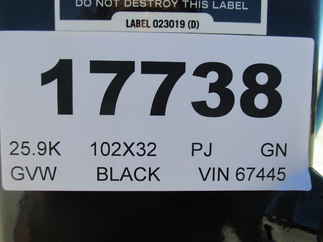 DO NOT DESTROY THIS LABEL
LABEL 023019 (D)
17738
25.9K 102X32 PJ GN
GVW BLACK VIN 67445